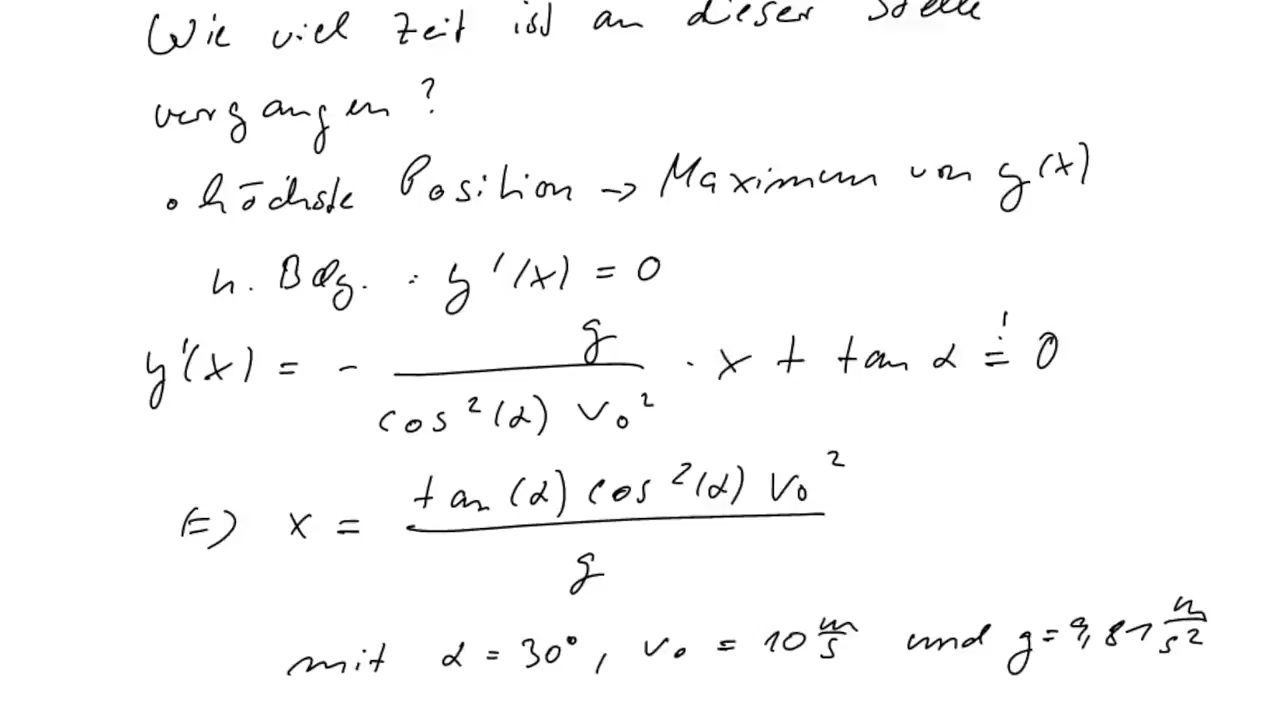 Wie viel Zeit ist an dieser Stelle
vergangen?
• höchste Position → Maximum von y(x)
n. Bdg. : y'(x) = 0
y'(x) = - g / (cos²(α) v₀²) · x + tan α =! 0
⇔ x = tan(α) cos²(α) v₀² / g
mit α = 30°, v₀ = 10 m/s und g = 9,81 m/s²